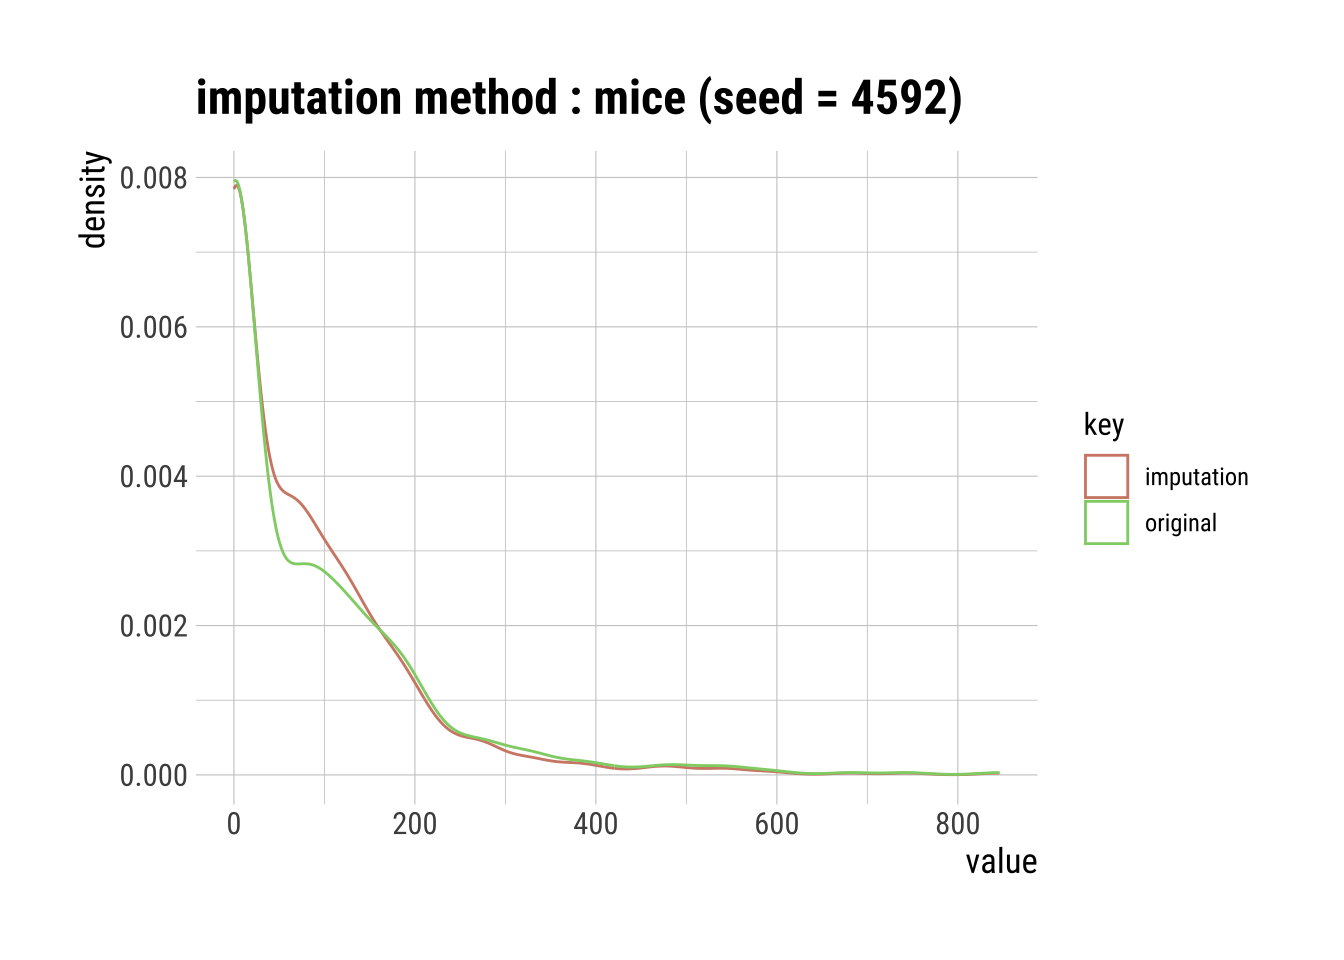 imputation method : mice (seed = 4592)
density
0.008
0.006
0.004
0.002
0.000
0 200 400 600 800
value
key
imputation
original